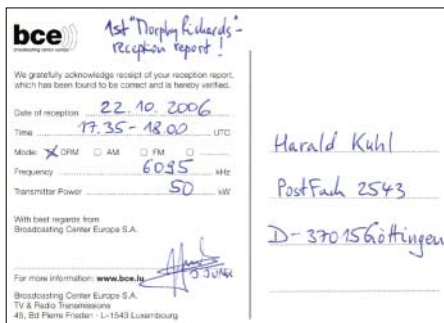 bce
broadcasting center europe
1st "Morphy Richards"-
reception report!
We gratefully acknowledge receipt of your reception report,
which has been found to be correct and is hereby verified.
Date of reception 22.10.2006
Time 17.35-18.00 UTC
Mode: X DRM □ AM □ FM □
Frequency 6095 kHz
Transmitter Power 50 kW
With best regards from
Broadcasting Center Europe S.A.
For more information: www.bce.lu
Broadcasting Center Europe S.A.
TV & Radio Transmissions
45, Bd Pierre Frieden - L-1543 Luxembourg
Harald Kuhl
PostFach 2543
D-37015 Göttingen